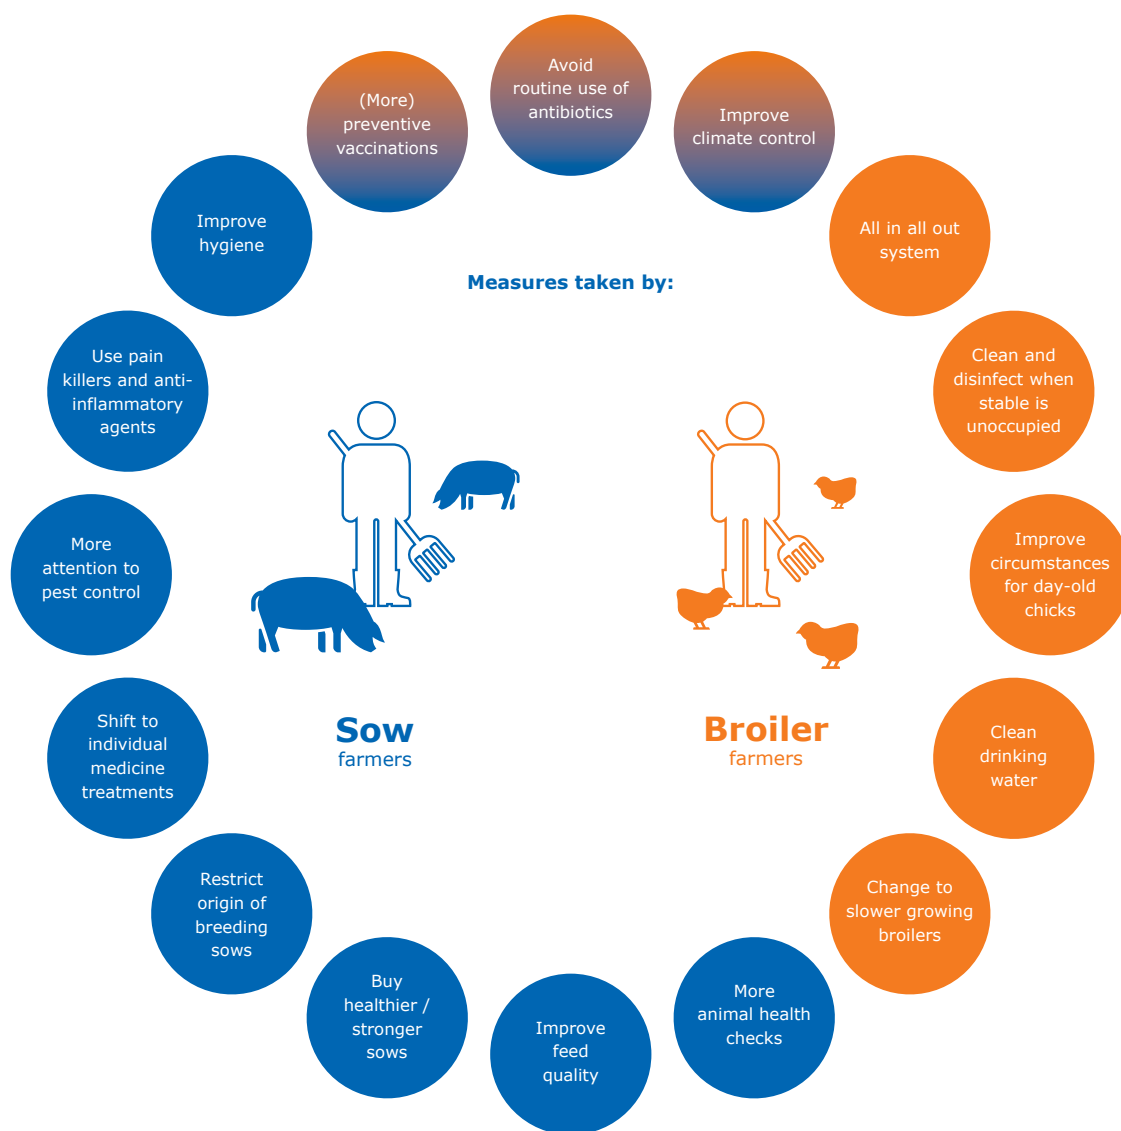 Avoid
routine use of
antibiotics
(More)
preventive
vaccinations
Improve
climate control
Improve
hygiene
All in all out
system
Measures taken by:
Use pain
killers and anti-
inflammatory
agents
Clean and
disinfect when
stable is
unoccupied
More
attention to
pest control
Improve
circumstances
for day-old
chicks
Shift to
individual
medicine
treatments
Sow
farmers
Broiler
farmers
Clean
drinking
water
Restrict
origin of
breeding
sows
Change to
slower growing
broilers
Buy
healthier /
stronger
sows
Improve
feed
quality
More
animal health
checks